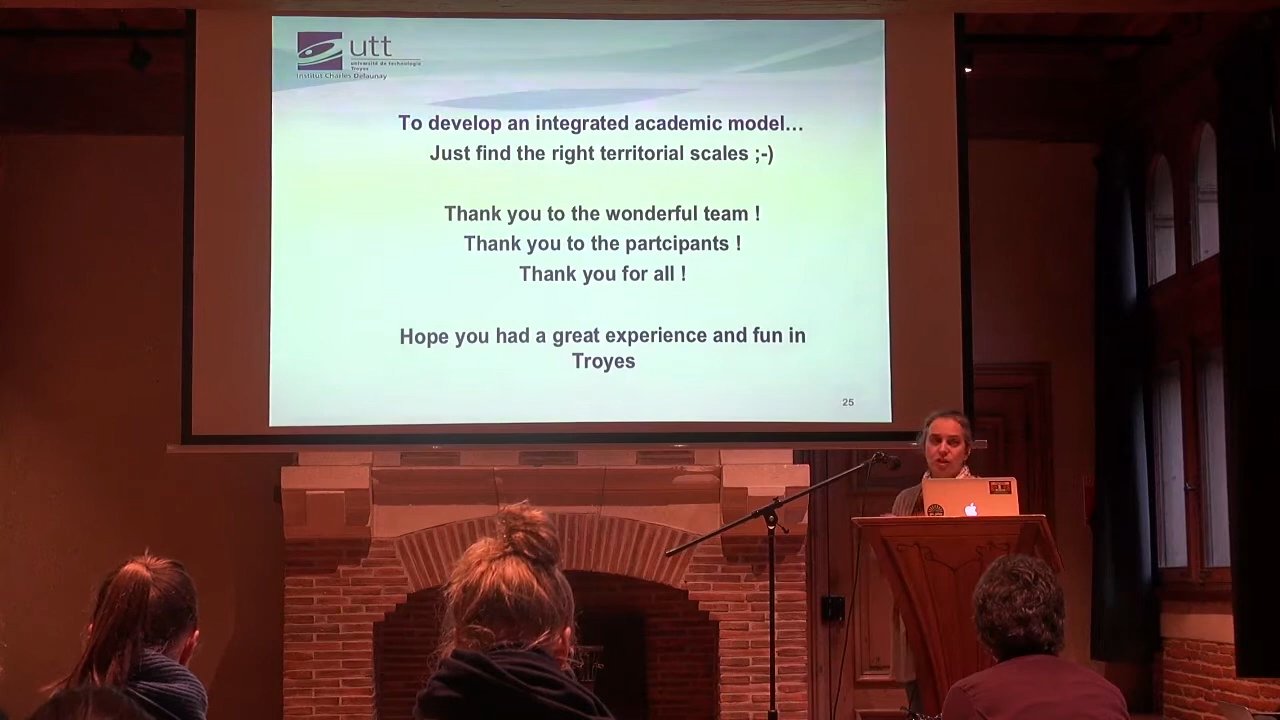 utt
université de technologie
Troyes
Institut Charles Delaunay
To develop an integrated academic model...
Just find the right territorial scales ;-)
Thank you to the wonderful team !
Thank you to the partcipants !
Thank you for all !
Hope you had a great experience and fun in
Troyes
25